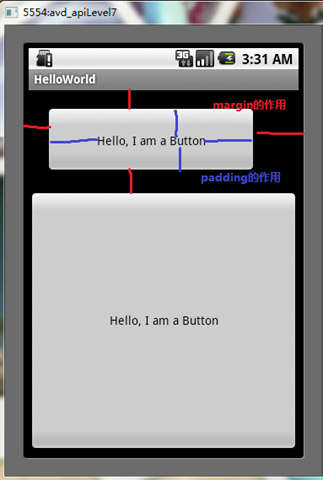 5554:avd_apiLevel7
3:31 AM
HelloWorld
margin的作用
Hello, I am a Button
padding的作用
Hello, I am a Button